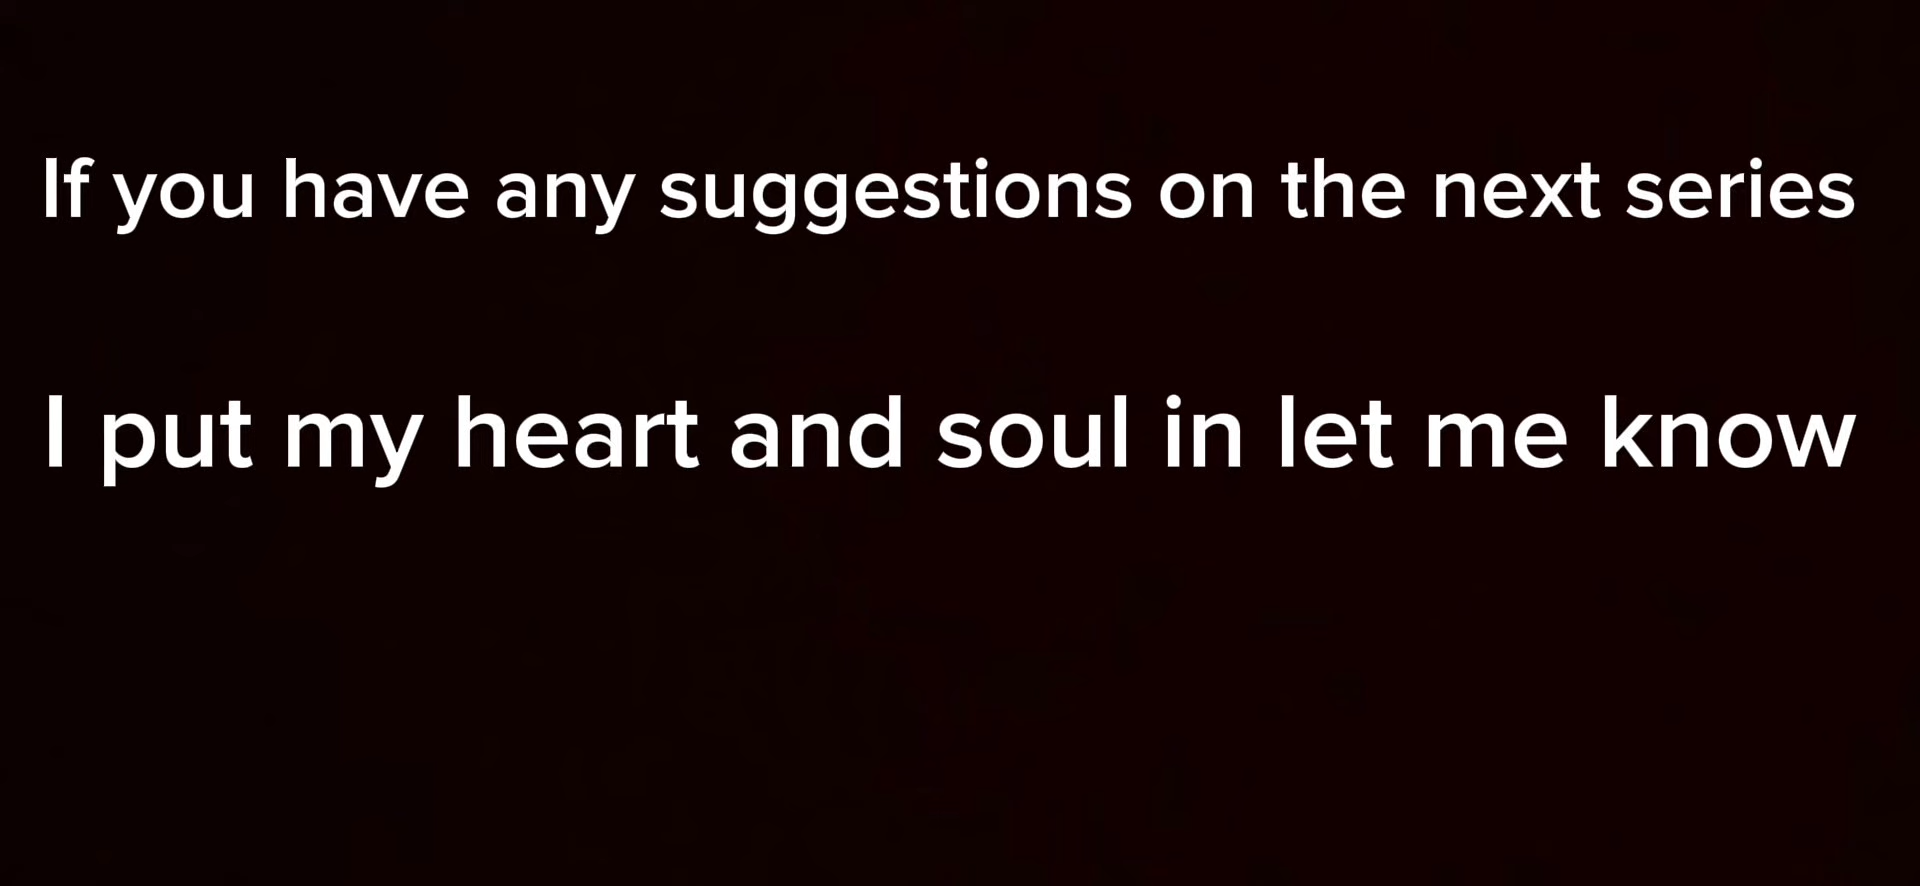 If you have any suggestions on the next series
I put my heart and soul in let me know